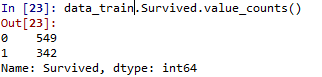 In [23]: data_train.Survived.value_counts()
Out[23]:
0    549
1    342
Name: Survived, dtype: int64